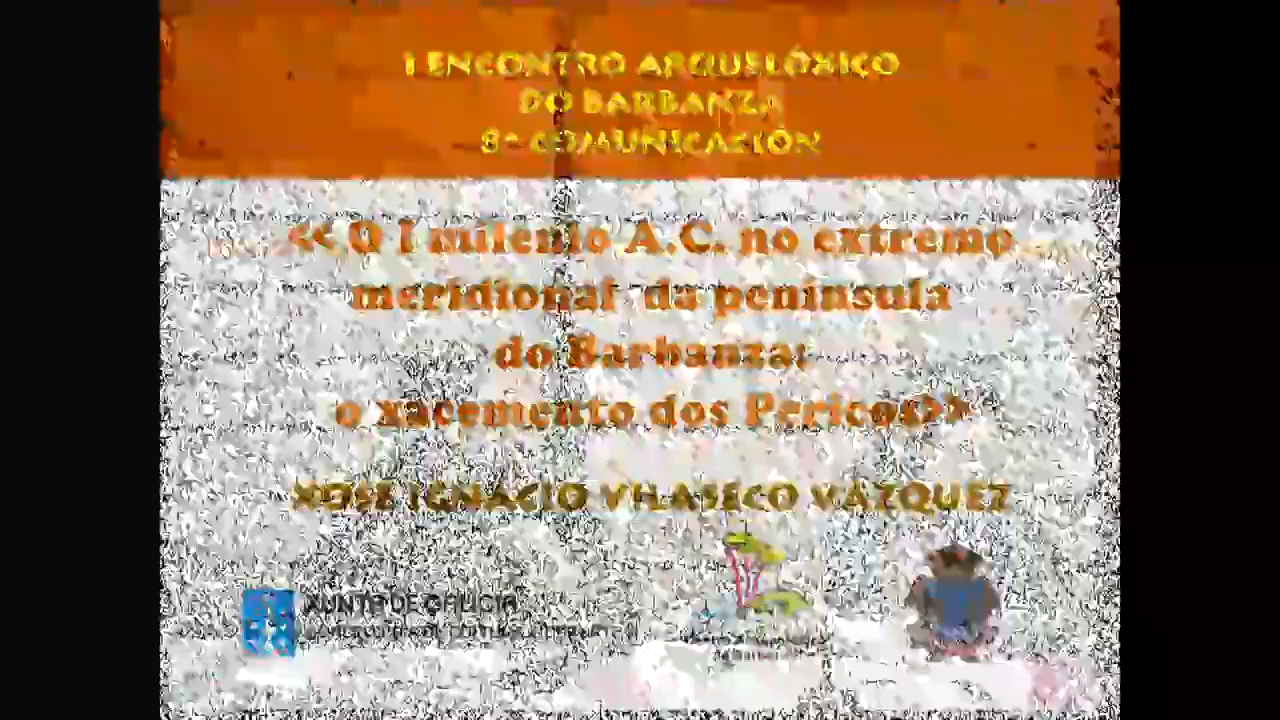 I ENCONTRO ARQUELÓXICO
DO BARBANZA
8ª COMUNICACIÓN
<<O I milenio A.C. no extremo
meridional da península
do Barbanza:
o xacemento dos Pericos>>
XOSÉ IGNACIO VILASECO VÁZQUEZ
XUNTA DE GALICIA